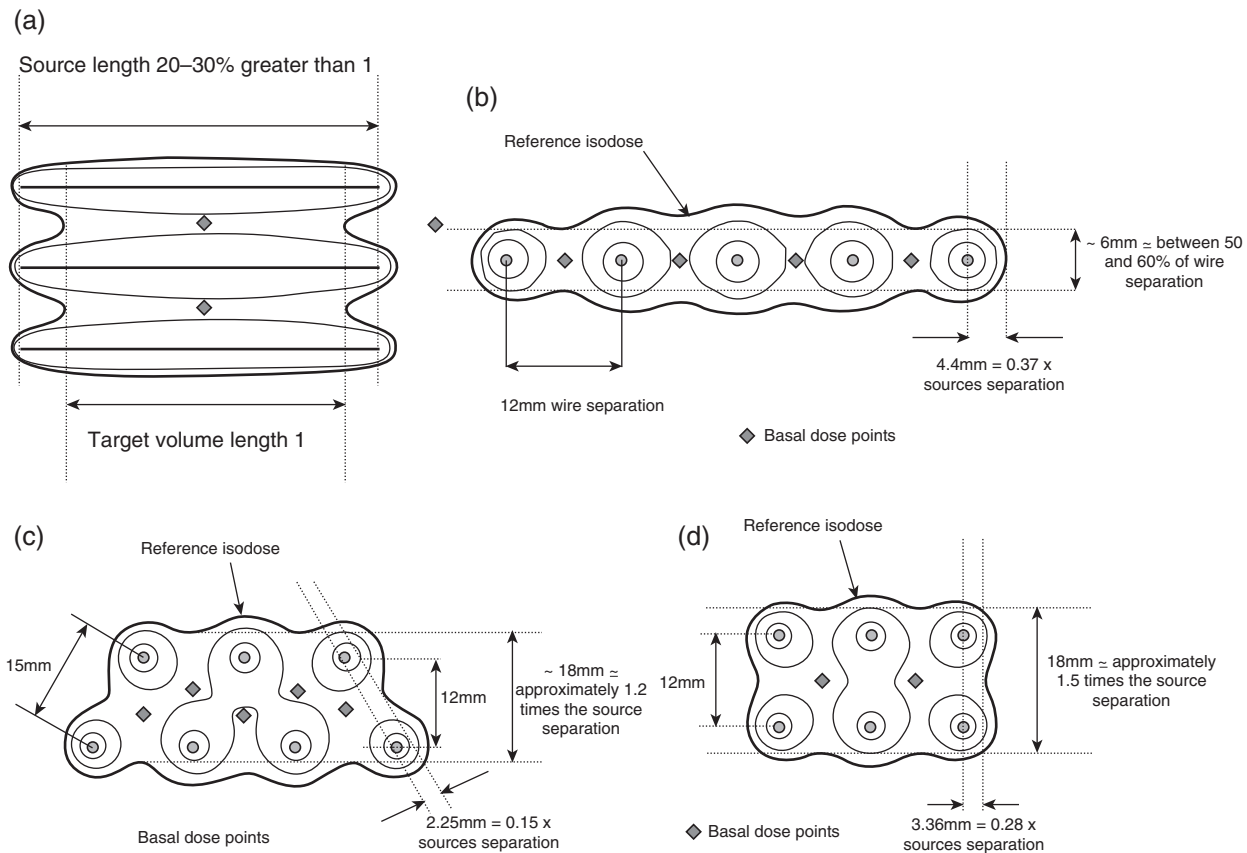 (a)
Source length 20–30% greater than 1
Target volume length 1
(b)
Reference isodose
~ 6mm ≃ between 50
and 60% of wire
separation
4.4mm = 0.37 x
sources separation
12mm wire separation
Basal dose points
(c)
Reference isodose
15mm
12mm
~ 18mm ≃
approximately 1.2
times the source
separation
2.25mm = 0.15 x
sources separation
Basal dose points
(d)
Reference isodose
12mm
18mm ≃ approximately
1.5 times the source
separation
3.36mm = 0.28 x
sources separation
Basal dose points